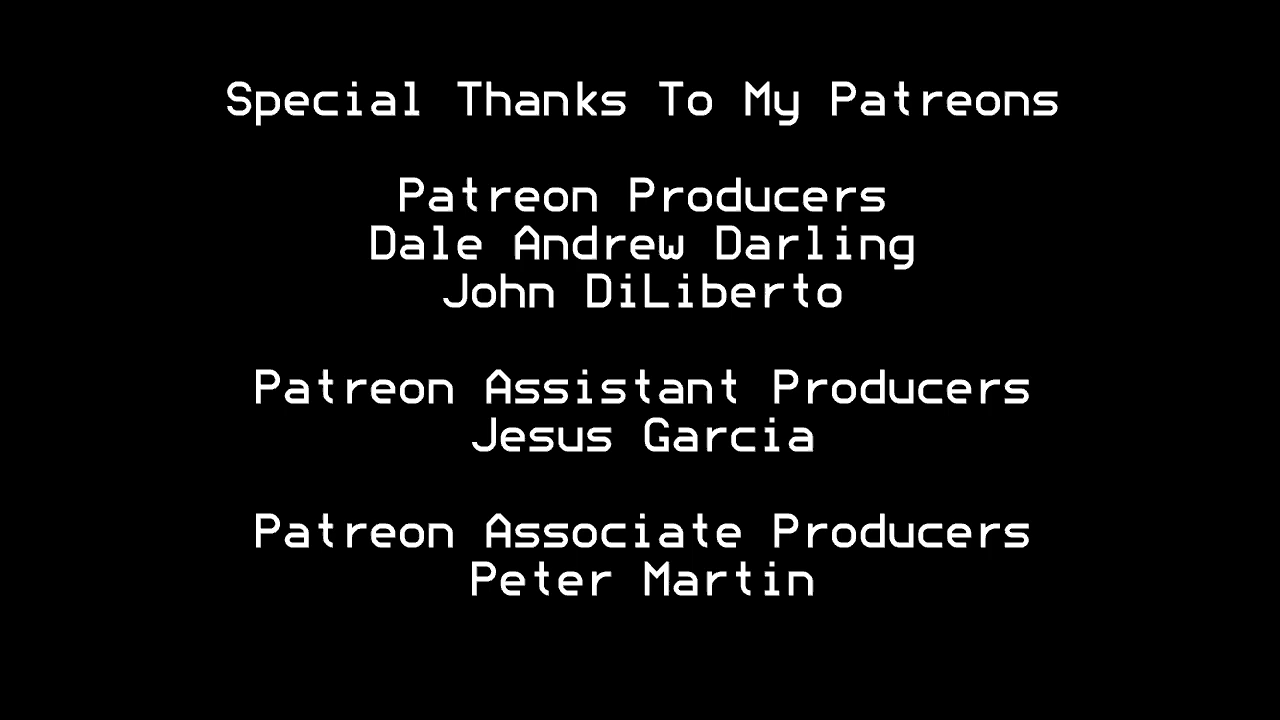 Special Thanks To My Patreons
Patreon Producers
Dale Andrew Darling
John DiLiberto
Patreon Assistant Producers
Jesus Garcia
Patreon Associate Producers
Peter Martin